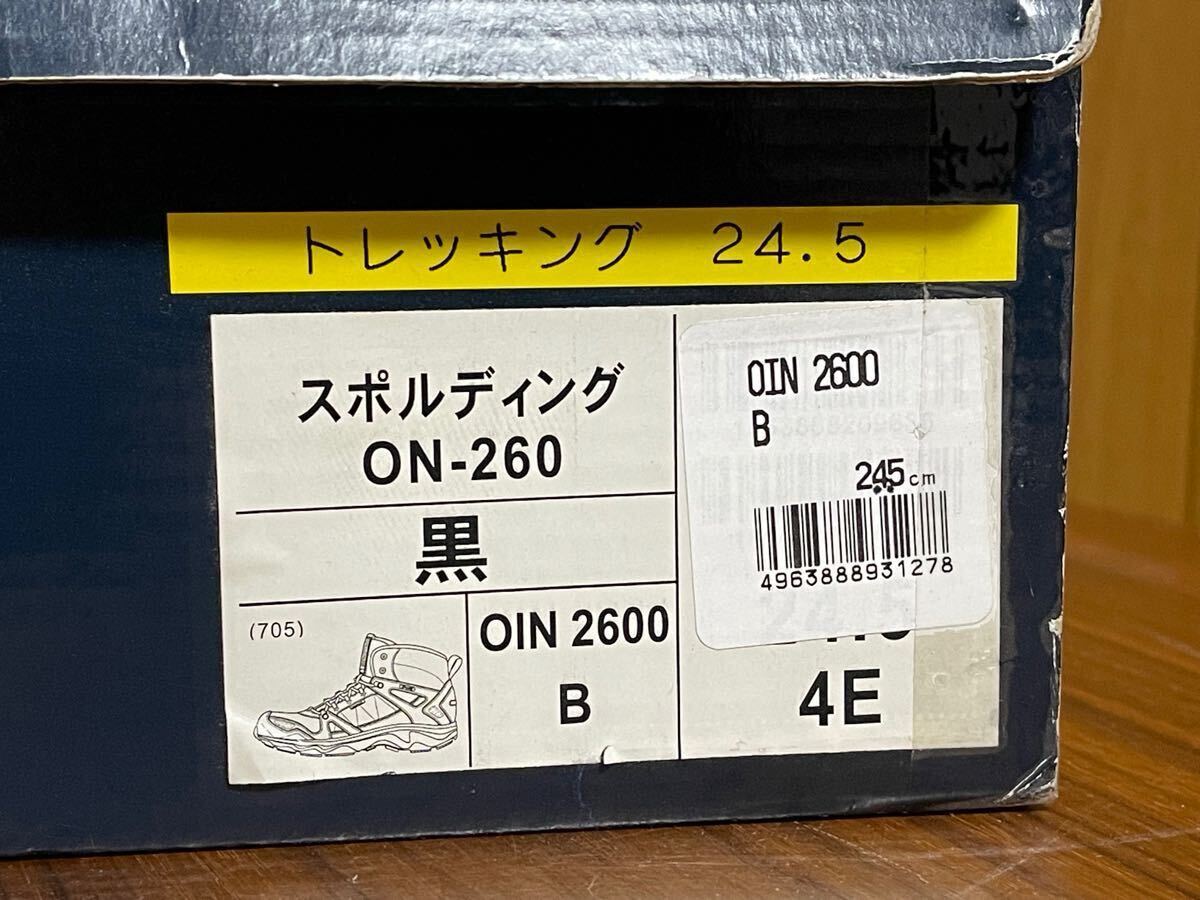 トレッキング 24.5
スポルディング
ON-260
黒
(705)
OIN 2600
B
OIN 2600
B
24.5cm
4963888931278
4E